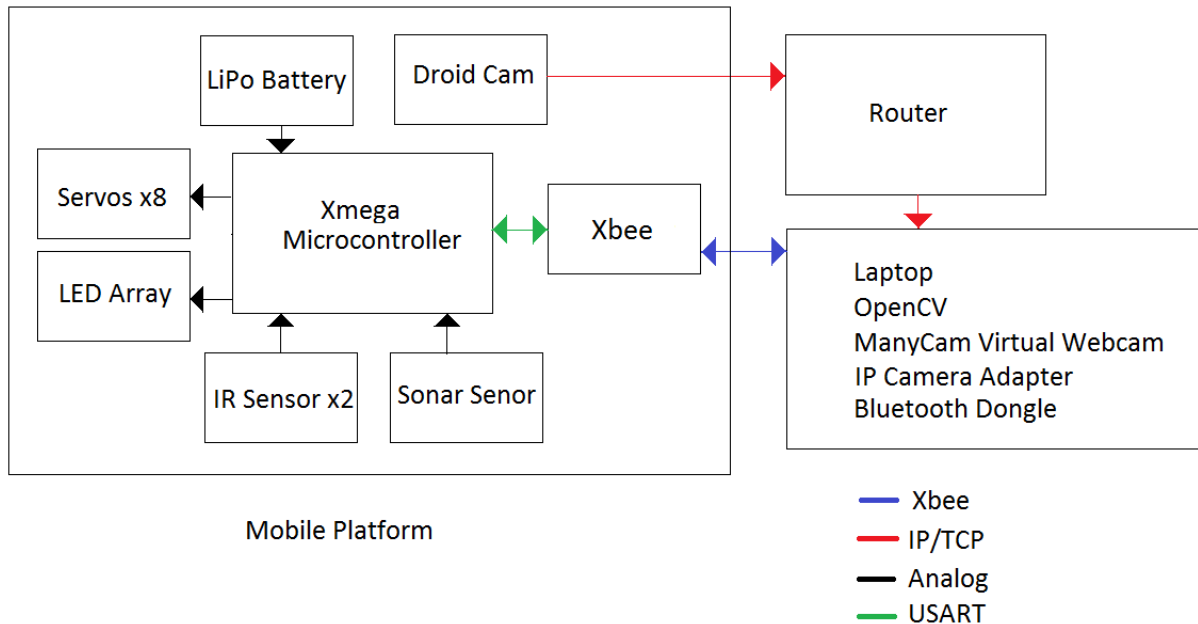 LiPo Battery
Droid Cam
Router
Servos x8
Xmega
Microcontroller
Xbee
LED Array
IR Sensor x2
Sonar Senor
Laptop
OpenCV
ManyCam Virtual Webcam
IP Camera Adapter
Bluetooth Dongle
Mobile Platform
Xbee
IP/TCP
Analog
USART